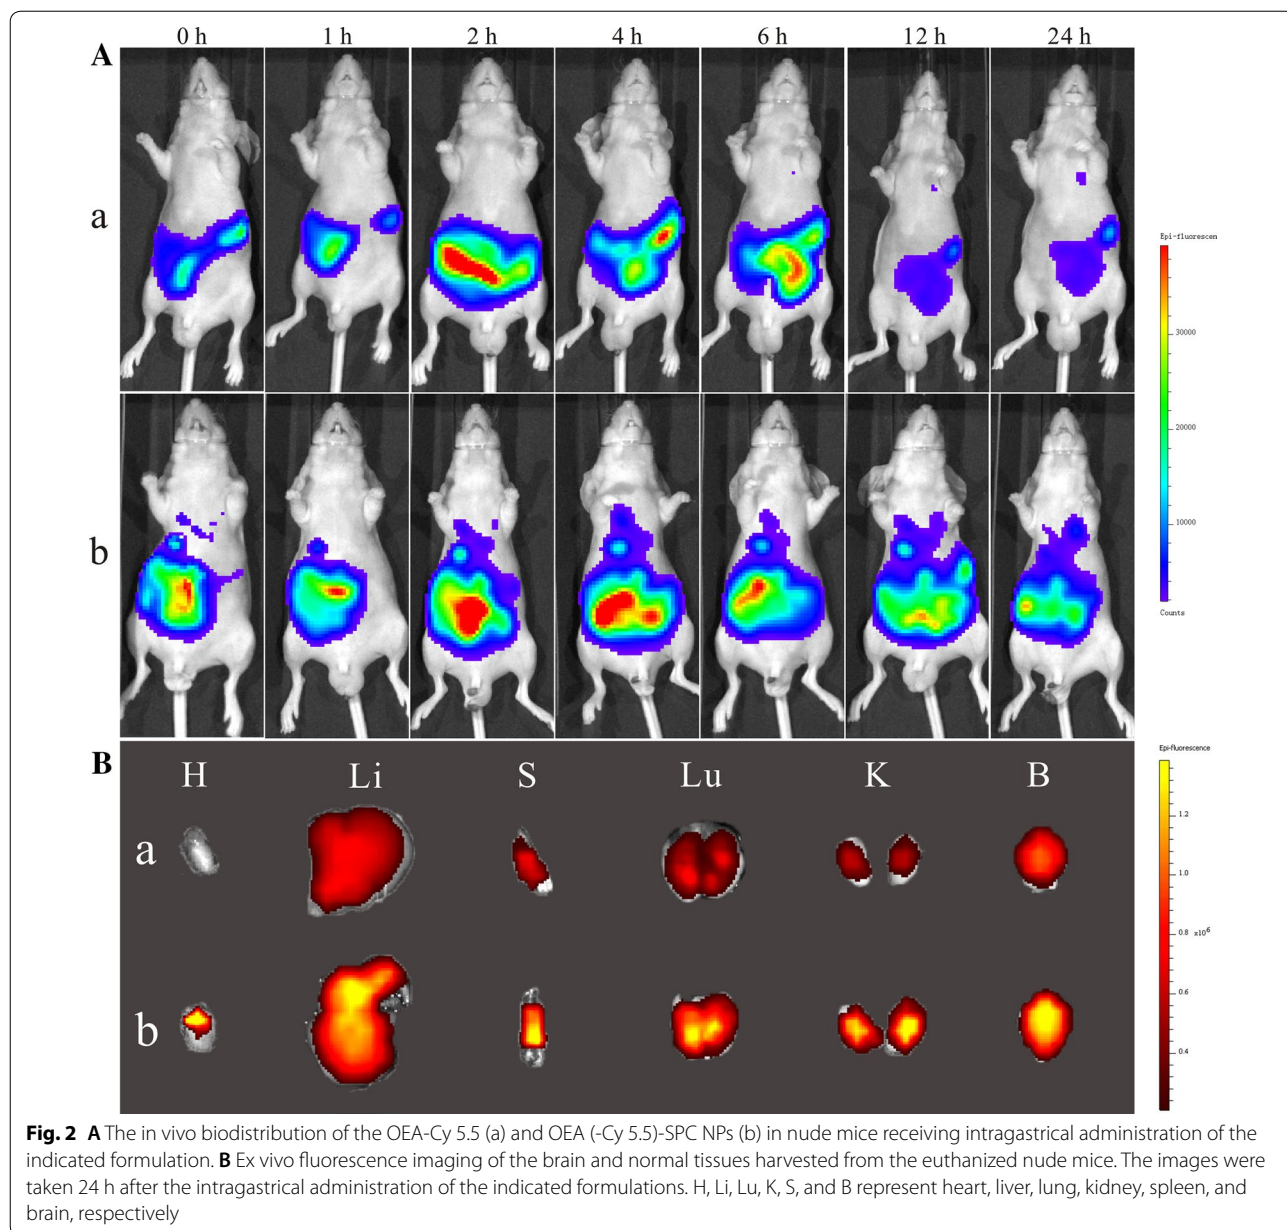 0 h 1 h 2 h 4 h 6 h 12 h 24 h
A
a
Epi-fluorescen
30000
20000
10000
Counts
b
B
Epi-fluorescence
H Li S Lu K B
1.2
a
1.0
0.8 x10⁶
b
0.6
0.4
Fig. 2 A The in vivo biodistribution of the OEA-Cy 5.5 (a) and OEA (-Cy 5.5)-SPC NPs (b) in nude mice receiving intragastrical administration of the
indicated formulation. B Ex vivo fluorescence imaging of the brain and normal tissues harvested from the euthanized nude mice. The images were
taken 24 h after the intragastrical administration of the indicated formulations. H, Li, Lu, K, S, and B represent heart, liver, lung, kidney, spleen, and
brain, respectively